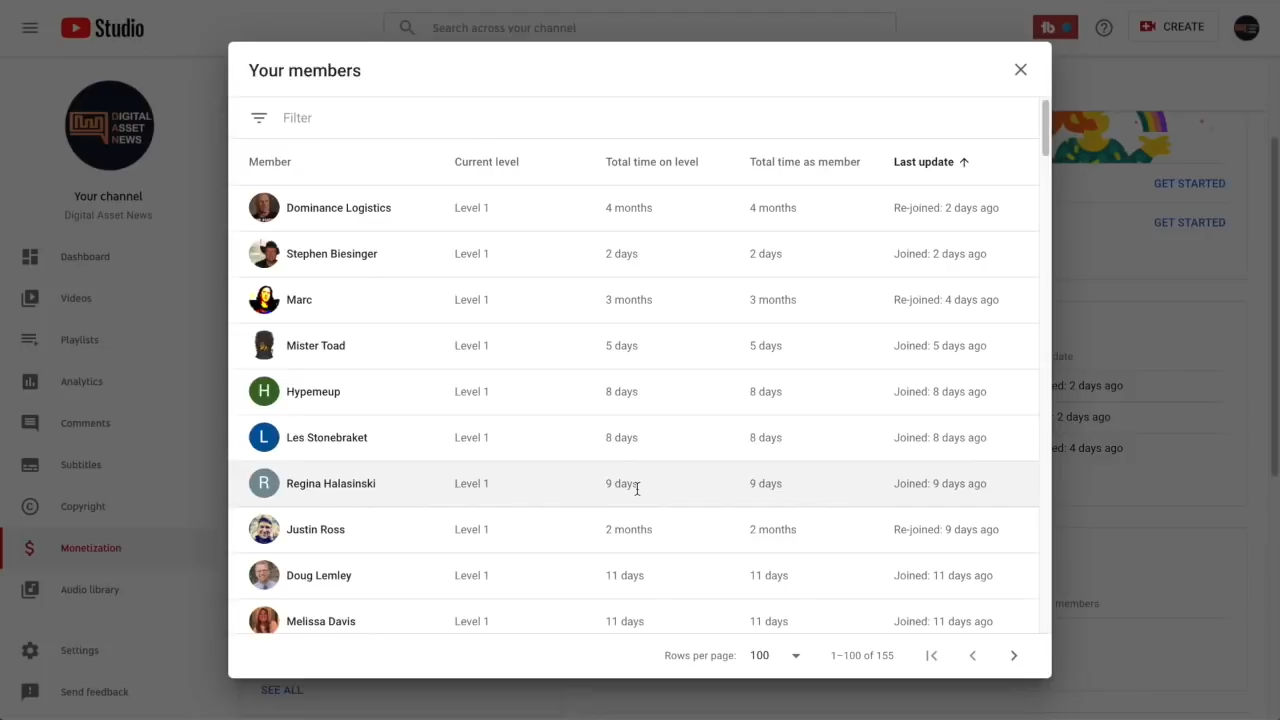 Studio
Search across your channel
CREATE
Your members
Filter
DIGITAL
ASSET
NEWS
Your channel
Digital Asset News
Dashboard
Videos
Playlists
Analytics
Comments
Subtitles
Copyright
Monetization
Audio library
Settings
Send feedback
Member Current level Total time on level Total time as member Last update
Dominance Logistics Level 1 4 months 4 months Re-joined: 2 days ago
Stephen Biesinger Level 1 2 days 2 days Joined: 2 days ago
Marc Level 1 3 months 3 months Re-joined: 4 days ago
Mister Toad Level 1 5 days 5 days Joined: 5 days ago
H Hypemeup Level 1 8 days 8 days Joined: 8 days ago
L Les Stonebraket Level 1 8 days 8 days Joined: 8 days ago
R Regina Halasinski Level 1 9 days 9 days Joined: 9 days ago
Justin Ross Level 1 2 months 2 months Re-joined: 9 days ago
Doug Lemley Level 1 11 days 11 days Joined: 11 days ago
Melissa Davis Level 1 11 days 11 days Joined: 11 days ago
Rows per page: 100 1–100 of 155
SEE ALL
GET STARTED
GET STARTED
2 days ago
2 days ago
4 days ago
members